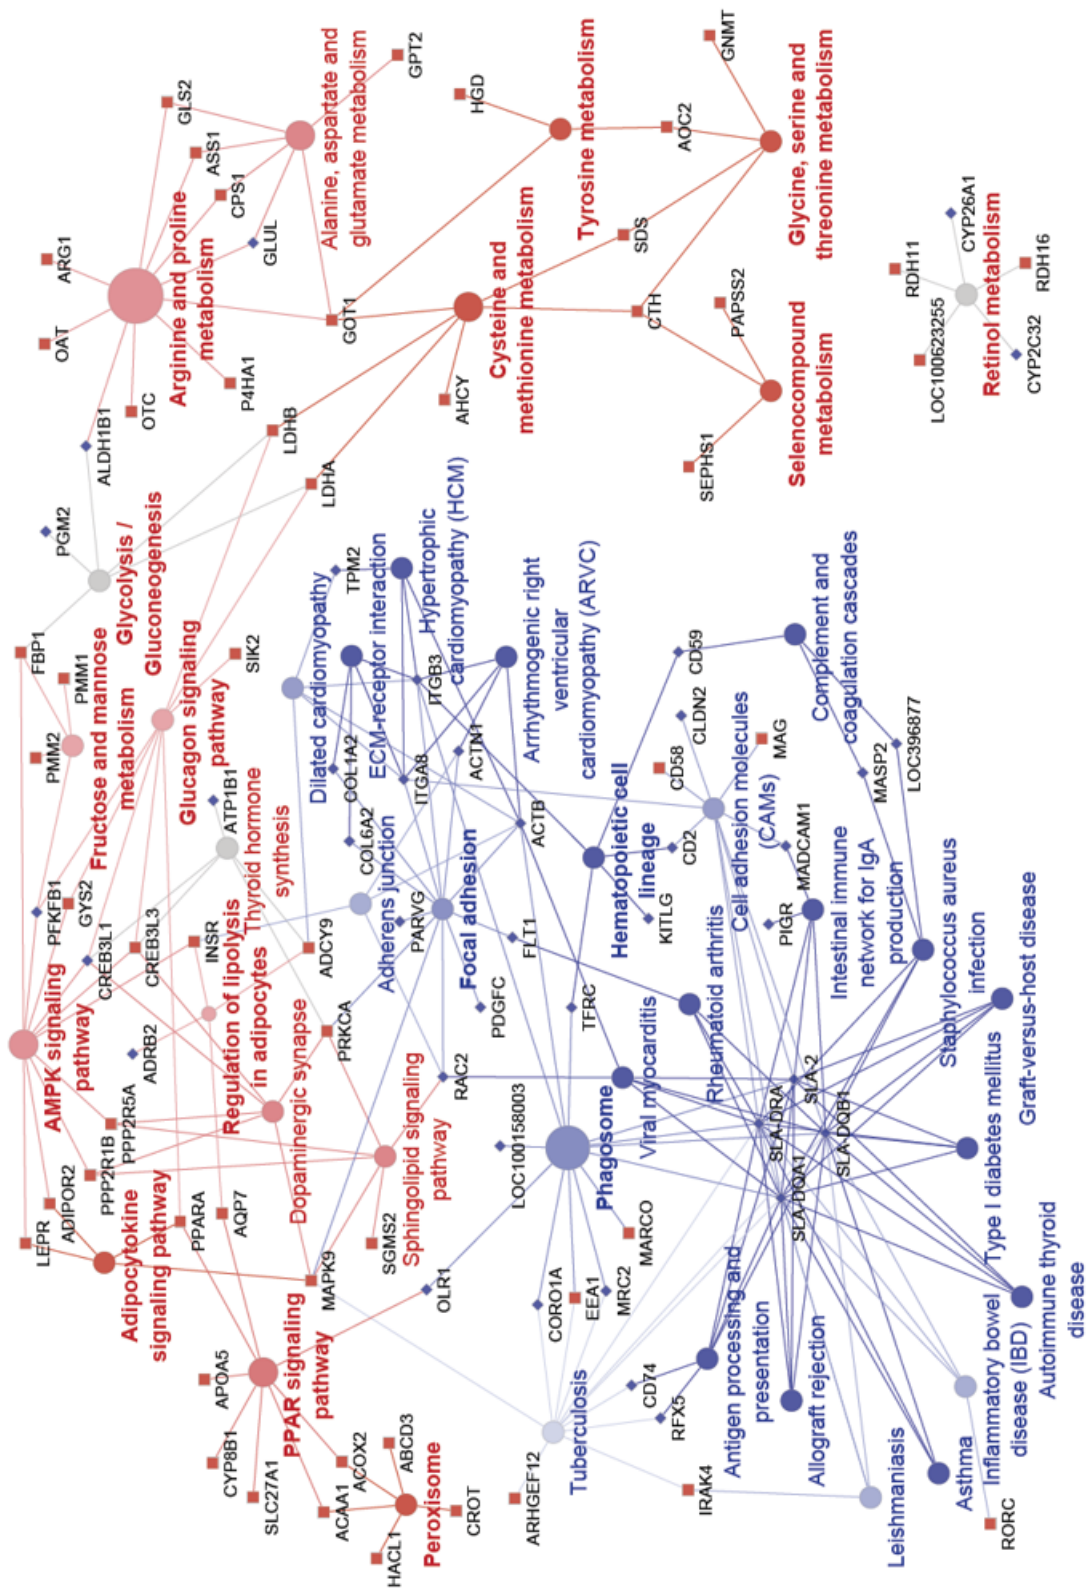 LEPR
ADIPOR2
PPP2R1B
PPP2R5A
AMPK signaling
pathway
ADRB2
PFKFB1
GYS2
CREB3L1
CREB3L3
INSR
PMM2
PMM1
FBP1
Fructose and mannose
metabolism
PGM2
Glycolysis /
Gluconeogenesis
ALDH1B1
OAT
ARG1
OTC
P4HA1
Arginine and proline
metabolism
GLUL
CPS1
ASS1
GLS2
Alanine, aspartate and
glutamate metabolism
GPT2
Adipocytokine
signaling pathway
PPARA
AQP7
Regulation of lipolysis
in adipocytes
Glucagon signaling
pathway
SIK2
ATP1B1
Thyroid hormone
synthesis
ADCY9
Dopaminergic synapse
PRKCA
APOA5
CYP8B1
SLC27A1
PPAR signaling
pathway
MAPK9
ACAA1
ACOX2
HACL1
ABCD3
CROT
Peroxisome
SGMS2
Sphingolipid signaling
pathway
OLR1
RAC2
LDHB
LDHA
GOT1
AHCY
Cysteine and
methionine metabolism
HGD
Tyrosine metabolism
AOC2
GNMT
Glycine, serine and
threonine metabolism
SDS
CTH
PAPSS2
SEPHS1
Selenocompound
metabolism
RDH11
LOC100623255
CYP26A1
Retinol metabolism
CYP2C32
RDH16
Dilated cardiomyopathy
TPM2
COL1A2
ECM-receptor interaction
COL6A2
ITGA8
ITGB3
Hypertrophic
cardiomyopathy (HCM)
Adherens junction
PARVG
ACTN1
Focal adhesion
PDGFC
FLT1
ACTB
Arrhythmogenic right
ventricular
cardiomyopathy (ARVC)
LOC100158003
TFRC
Phagosome
Hematopoietic cell
lineage
KITLG
CD2
CD58
CLDN2
CD59
MAG
Cell adhesion molecules
(CAMs)
Complement and
coagulation cascades
MASP2
LOC396877
MADCAM1
PIGR
Intestinal immune
network for IgA
production
Viral myocarditis
Rheumatoid arthritis
SLA-DRA
SLA-2
SLA-DQA1
SLA-DQB1
Staphylococcus aureus
infection
Graft-versus-host disease
Type I diabetes mellitus
Autoimmune thyroid
disease
Inflammatory bowel
disease (IBD)
CORO1A
EEA1
MRC2
MARCO
ARHGEF12
Tuberculosis
CD74
RFX5
IRAK4
Antigen processing and
presentation
Allograft rejection
Leishmaniasis
Asthma
RORC